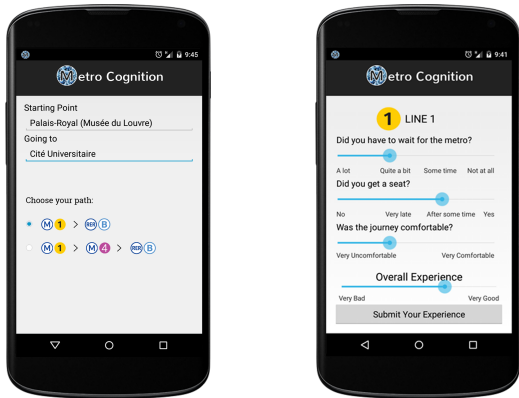 9:45
Metro Cognition
Starting Point
Palais-Royal (Musée du Louvre)
Going to
Cité Universitaire
Choose your path:
M 1 > RER B
M 1 > M 4 > RER B
9:41
Metro Cognition
1 LINE 1
Did you have to wait for the metro?
A lot Quite a bit Some time Not at all
Did you get a seat?
No Very late After some time Yes
Was the journey comfortable?
Very Uncomfortable Very Comfortable
Overall Experience
Very Bad Very Good
Submit Your Experience